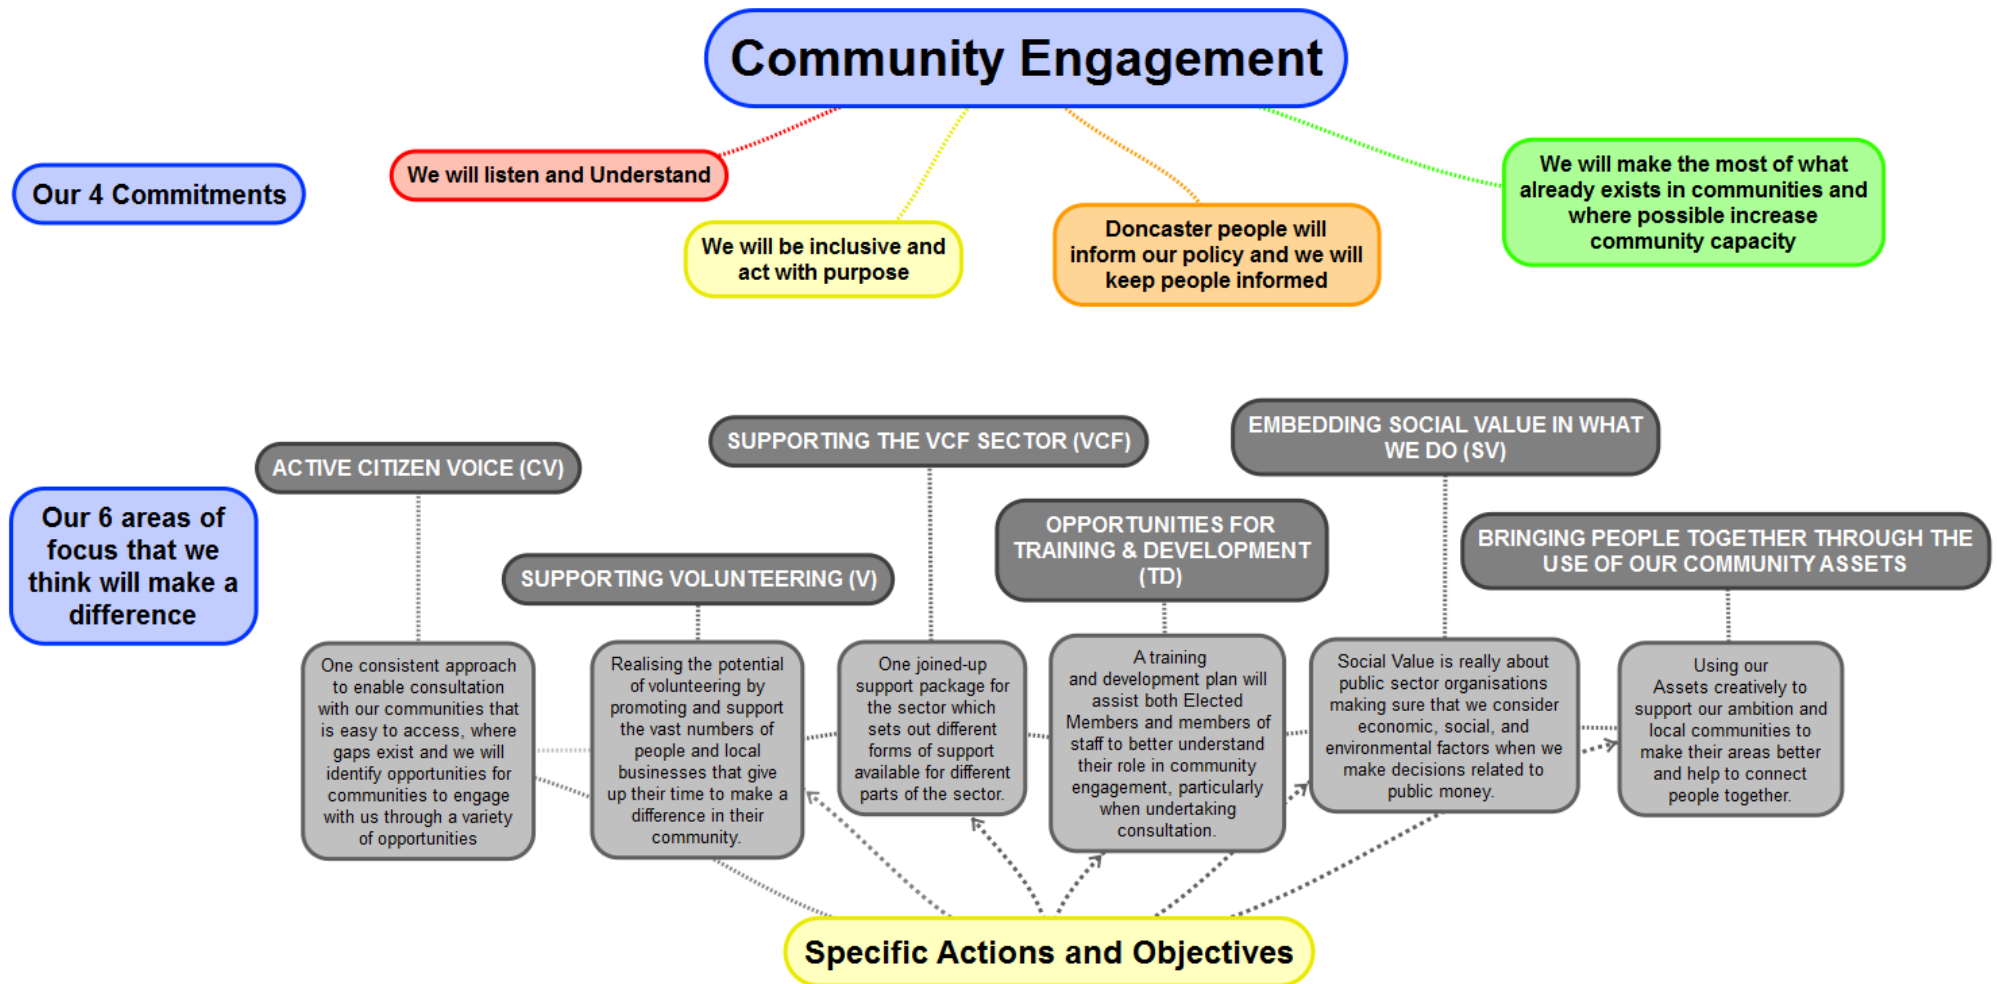 Community Engagement
Our 4 Commitments
We will listen and Understand
We will be inclusive and
act with purpose
Doncaster people will
inform our policy and we will
keep people informed
We will make the most of what
already exists in communities and
where possible increase
community capacity
Our 6 areas of
focus that we
think will make a
difference
ACTIVE CITIZEN VOICE (CV)
One consistent approach
to enable consultation
with our communities that
is easy to access, where
gaps exist and we will
identify opportunities for
communities to engage
with us through a variety
of opportunities
SUPPORTING VOLUNTEERING (V)
Realising the potential
of volunteering by
promoting and support
the vast numbers of
people and local
businesses that give
up their time to make a
difference in their
community.
SUPPORTING THE VCF SECTOR (VCF)
One joined-up
support package for
the sector which
sets out different
forms of support
available for different
parts of the sector.
OPPORTUNITIES FOR
TRAINING & DEVELOPMENT
(TD)
A training
and development plan will
assist both Elected
Members and members of
staff to better understand
their role in community
engagement, particularly
when undertaking
consultation.
EMBEDDING SOCIAL VALUE IN WHAT
WE DO (SV)
Social Value is really about
public sector organisations
making sure that we consider
economic, social, and
environmental factors when we
make decisions related to
public money.
BRINGING PEOPLE TOGETHER THROUGH THE
USE OF OUR COMMUNITY ASSETS
Using our
Assets creatively to
support our ambition and
local communities to
make their areas better
and help to connect
people together.
Specific Actions and Objectives